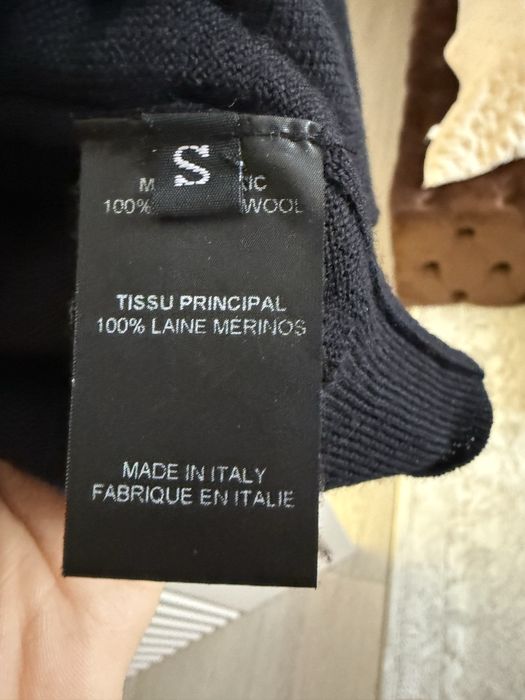 S
100% WOOL
TISSU PRINCIPAL
100% LAINE MERINOS
MADE IN ITALY
FABRIQUE EN ITALIE